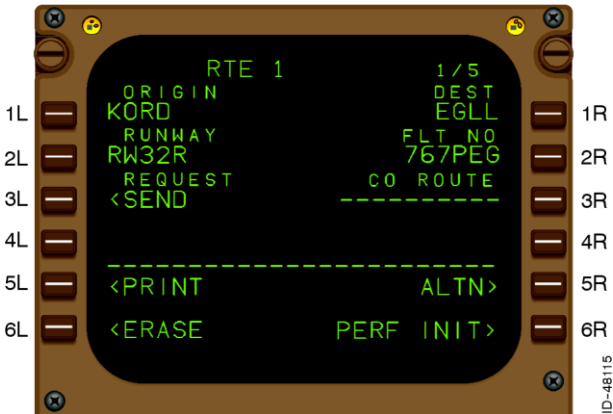 RTE 1 1/5
ORIGIN DEST
1L KORD EGLL 1R
RUNWAY FLT NO
2L RW32R 767PEG 2R
REQUEST CO ROUTE
3L <SEND ---------- 3R
4L 4R
------------------------
5L <PRINT ALTN> 5R
6L <ERASE PERF INIT> 6R
ID-48115